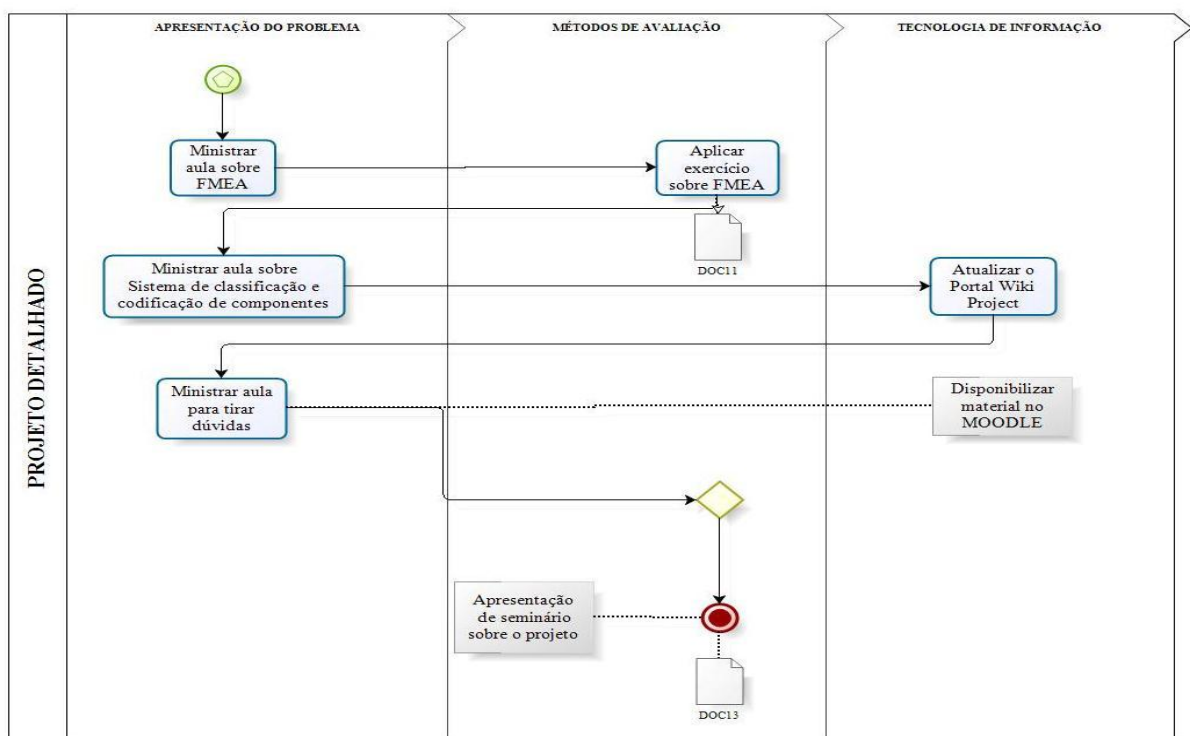 APRESENTAÇÃO DO PROBLEMA
MÉTODOS DE AVALIAÇÃO
TECNOLOGIA DE INFORMAÇÃO
PROJETO DETALHADO
Ministrar
aula sobre
FMEA
Aplicar
exercício
sobre FMEA
DOC11
Ministrar aula sobre
Sistema de classificação e
codificação de componentes
Atualizar o
Portal Wiki
Project
Ministrar aula
para tirar
dúvidas
Disponibilizar
material no
MOODLE
Apresentação
de seminário
sobre o projeto
DOC13